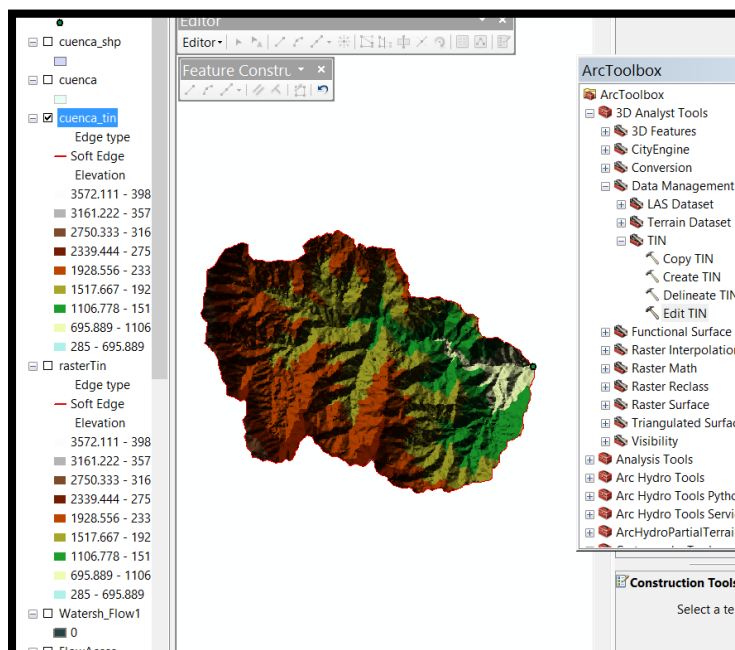 cuenca_shp
cuenca
cuenca_tin
Edge type
Soft Edge
Elevation
3572.111 - 398
3161.222 - 357
2750.333 - 316
2339.444 - 275
1928.556 - 233
1517.667 - 192
1106.778 - 151
695.889 - 1106
285 - 695.889
rasterTin
Edge type
Soft Edge
Elevation
3572.111 - 398
3161.222 - 357
2750.333 - 316
2339.444 - 275
1928.556 - 233
1517.667 - 192
1106.778 - 151
695.889 - 1106
285 - 695.889
Watersh_Flow1
0
Editor
Editor
Feature Constru
ArcToolbox
ArcToolbox
3D Analyst Tools
3D Features
CityEngine
Conversion
Data Management
LAS Dataset
Terrain Dataset
TIN
Copy TIN
Create TIN
Delineate TIN
Edit TIN
Functional Surface
Raster Interpolation
Raster Math
Raster Reclass
Raster Surface
Triangulated Surfac
Visibility
Analysis Tools
Arc Hydro Tools
Arc Hydro Tools Pytho
Arc Hydro Tools Servi
ArcHydroPartialTerrai
Construction Tools
Select a te